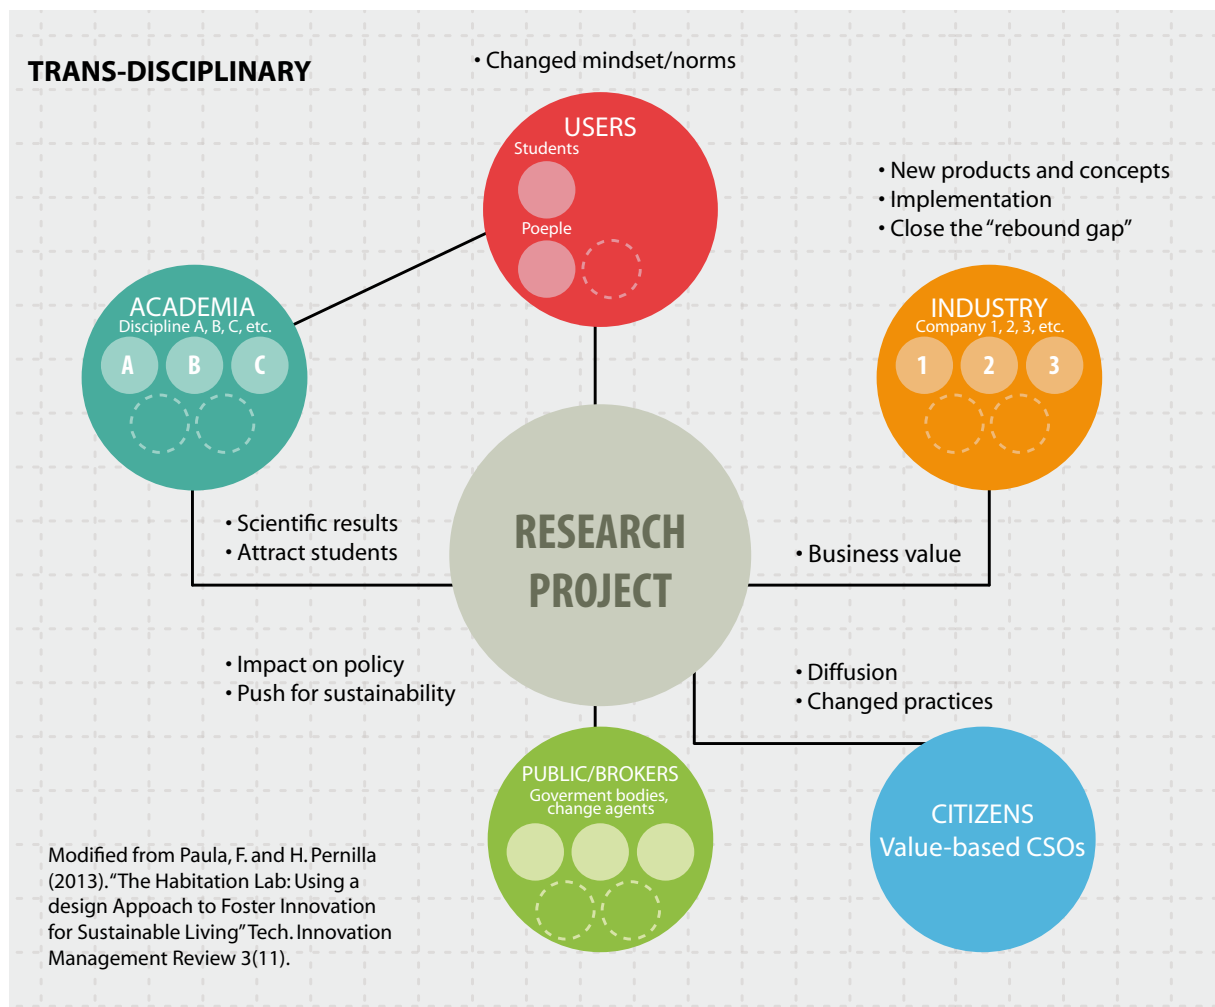 TRANS-DISCIPLINARY
• Changed mindset/norms
USERS
Students
Poeple
• New products and concepts
• Implementation
• Close the “rebound gap”
ACADEMIA
Discipline A, B, C, etc.
A B C
INDUSTRY
Company 1, 2, 3, etc.
1 2 3
• Scientific results
• Attract students
RESEARCH
PROJECT
• Business value
• Impact on policy
• Push for sustainability
• Diffusion
• Changed practices
PUBLIC/BROKERS
Goverment bodies,
change agents
CITIZENS
Value-based CSOs
Modified from Paula, F. and H. Pernilla
(2013). “The Habitation Lab: Using a
design Appoach to Foster Innovation
for Sustainable Living” Tech. Innovation
Management Review 3(11).